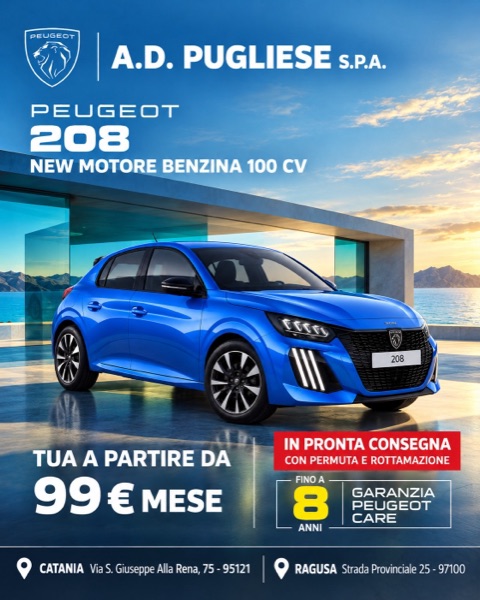 PEUGEOT
A.D. PUGLIESE S.P.A.
PEUGEOT
208
NEW MOTORE BENZINA 100 CV
208
TUA A PARTIRE DA
99 € MESE
IN PRONTA CONSEGNA
CON PERMUTA E ROTTAMAZIONE
FINO A
8
ANNI
GARANZIA
PEUGEOT
CARE
CATANIA Via S. Giuseppe Alla Rena, 75 - 95121
RAGUSA Strada Provinciale 25 - 97100